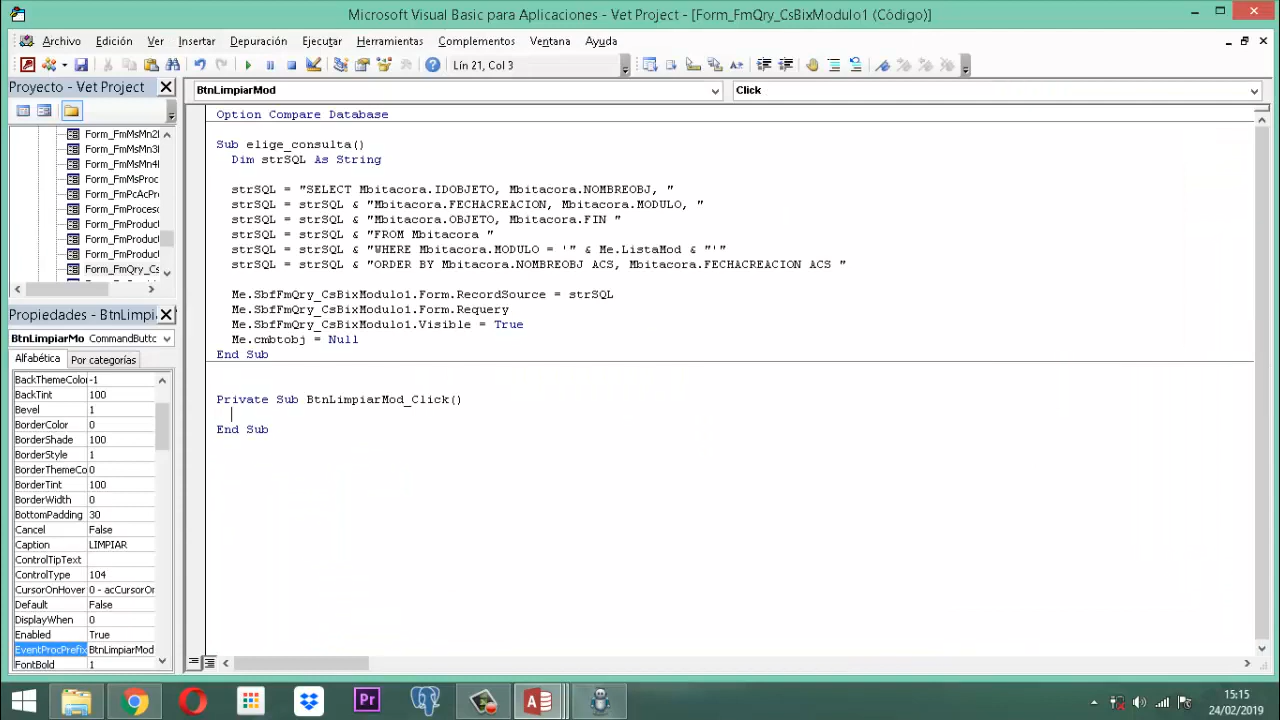 Microsoft Visual Basic para Aplicaciones - Vet Project - [Form_FmQry_CsBixModulo1 (Código)]
Archivo Edición Ver Insertar Formato Depuración Ejecutar Herramientas Complementos Ventana Ayuda
Lín 21, Col 3
Proyecto - Vet Project
BtnLimpiarMod Click
Form_FmMsMn2
Form_FmMsMn3
Form_FmMsMn4
Form_FmMsProc
Form_FmPcAcPr
Form_FmProceso
Form_FmProduct
Form_FmProduct
Form_FmProduct
Form_FmQry_Cs
Propiedades - BtnLimpi
BtnLimpiarMo CommandButto
Alfabética Por categorías
BackThemeColo -1
BackTint 100
Bevel 1
BorderColor 0
BorderShade 100
BorderStyle 1
BorderThemeCo 0
BorderTint 100
BorderWidth 0
BottomPadding 30
Cancel False
Caption LIMPIAR
ControlTipText
ControlType 104
CursorOnHover 0 - acCursorOn
Default False
DisplayWhen 0
Enabled True
EventProcPrefix BtnLimpiarMod
FontBold 1
Option Compare Database
Sub elige_consulta()
Dim strSQL As String
strSQL = "SELECT Mbitacora.IDOBJETO, Mbitacora.NOMBREOBJ, "
strSQL = strSQL & "Mbitacora.FECHACREACION, Mbitacora.MODULO, "
strSQL = strSQL & "Mbitacora.OBJETO, Mbitacora.FIN "
strSQL = strSQL & "FROM Mbitacora "
strSQL = strSQL & "WHERE Mbitacora.MODULO = '" & Me.ListaMod & "'"
strSQL = strSQL & "ORDER BY Mbitacora.NOMBREOBJ ACS, Mbitacora.FECHACREACION ACS "
Me.SbfFmQry_CsBixModulo1.Form.RecordSource = strSQL
Me.SbfFmQry_CsBixModulo1.Form.Requery
Me.SbfFmQry_CsBixModulo1.Visible = True
Me.cmbtobj = Null
End Sub
Private Sub BtnLimpiarMod_Click()
End Sub
Pr
15:15
24/02/2019